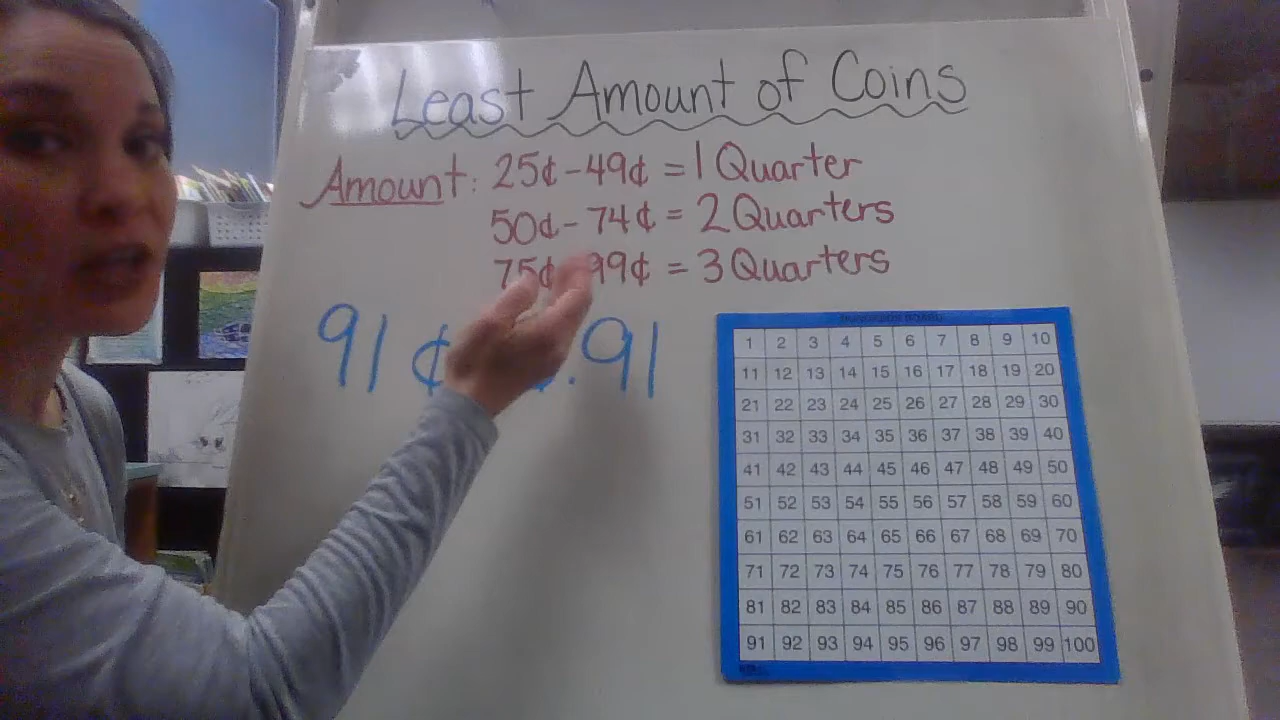 Least Amount of Coins
Amount: 25¢ - 49¢ = 1 Quarter
50¢ - 74¢ = 2 Quarters
75¢ 99¢ = 3 Quarters
91 ¢ .91
1 2 3 4 5 6 7 8 9 10
11 12 13 14 15 16 17 18 19 20
21 22 23 24 25 26 27 28 29 30
31 32 33 34 35 36 37 38 39 40
41 42 43 44 45 46 47 48 49 50
51 52 53 54 55 56 57 58 59 60
61 62 63 64 65 66 67 68 69 70
71 72 73 74 75 76 77 78 79 80
81 82 83 84 85 86 87 88 89 90
91 92 93 94 95 96 97 98 99 100